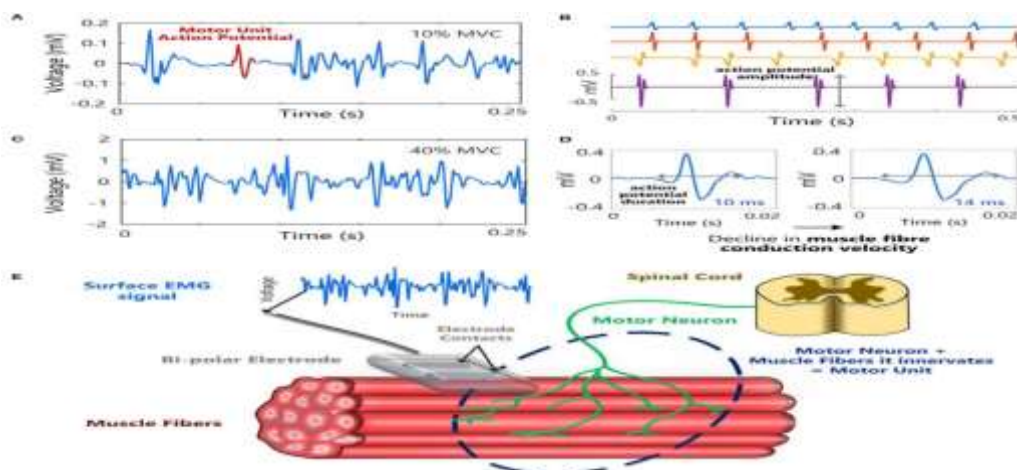 A
0.2
0.1
0
-0.1
-0.2
Voltage (mV)
Motor Unit
Action Potential
10% MVC
0
Time (s)
0.25
B
action potential
amplitude
0.5
-0.5
mV
0
Time (s)
C
2
1
0
-1
-2
Voltage (mV)
40% MVC
0
Time (s)
0.25
D
0.4
-0.4
mV
action
potential
duration
10 ms
0
0.02
Time (s)
0.4
-0.4
mV
14 ms
0
0.02
Time (s)
Decline in muscle fibre
conduction velocity
E
Surface EMG
signal
Voltage
Time
Electrode
Contacts
Bi-polar Electrode
Muscle Fibers
Spinal Cord
Motor Neuron
Motor Neuron +
Muscle Fibers it innervates
= Motor Unit